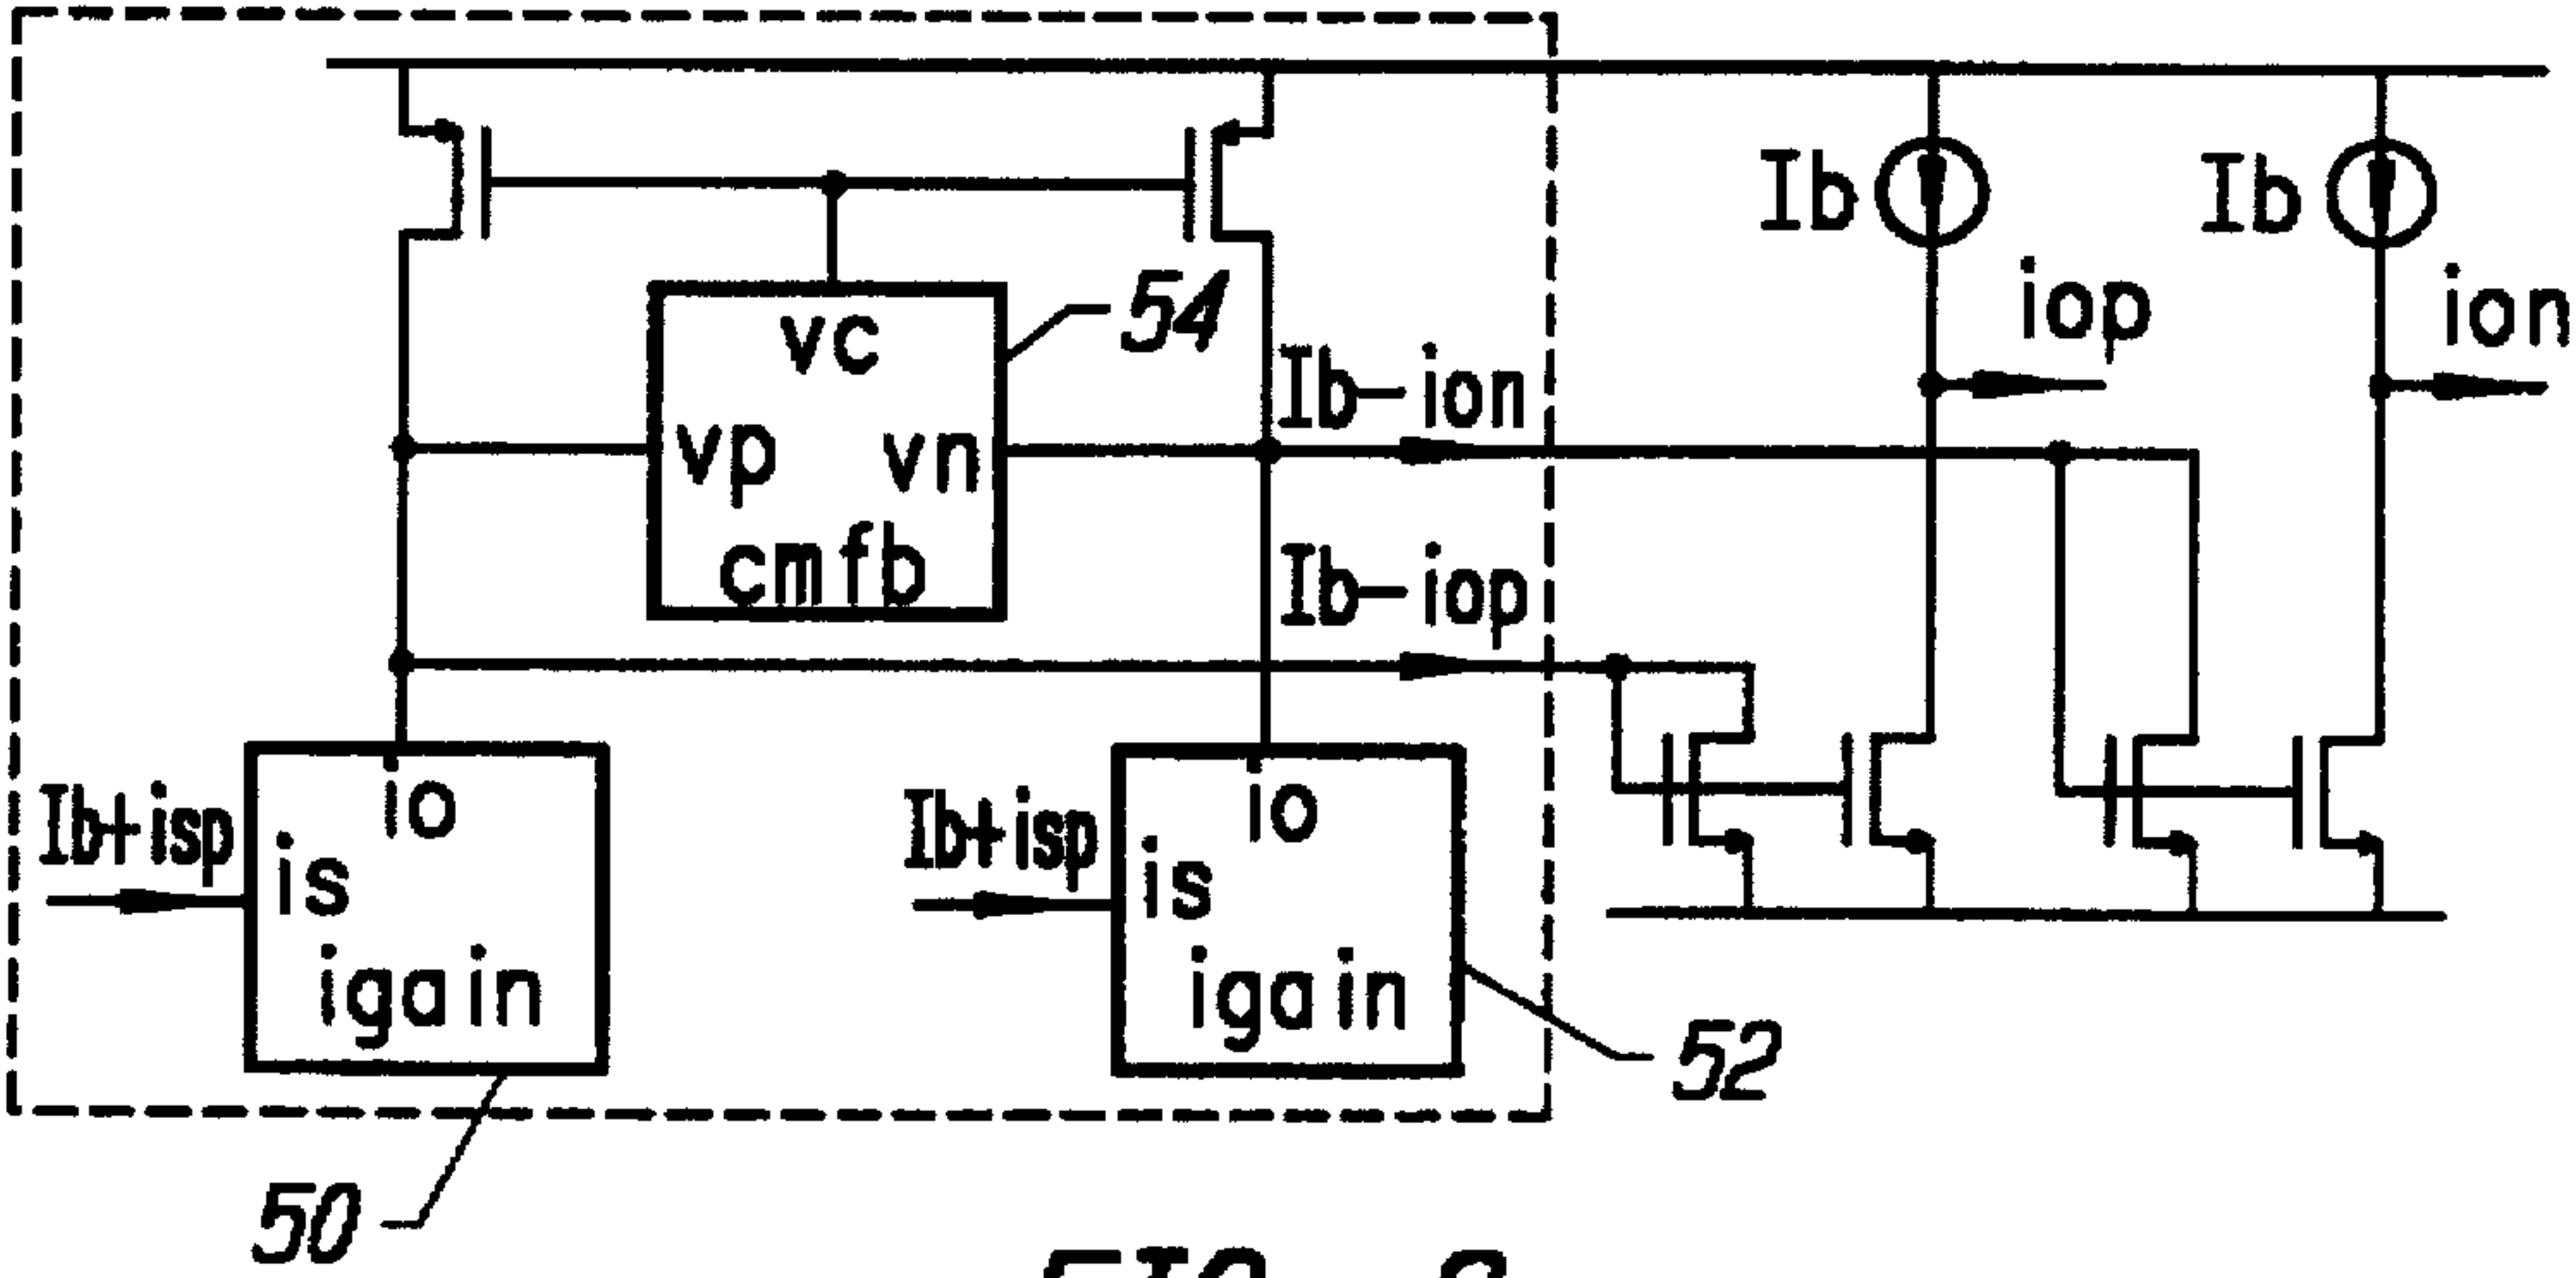 Ib
Ib
iop
ion
54
vc
Ib-ion
vp
vn
cmfb
Ib-iop
Ib+isp
io
is
igain
Ib+isp
io
is
igain
52
50